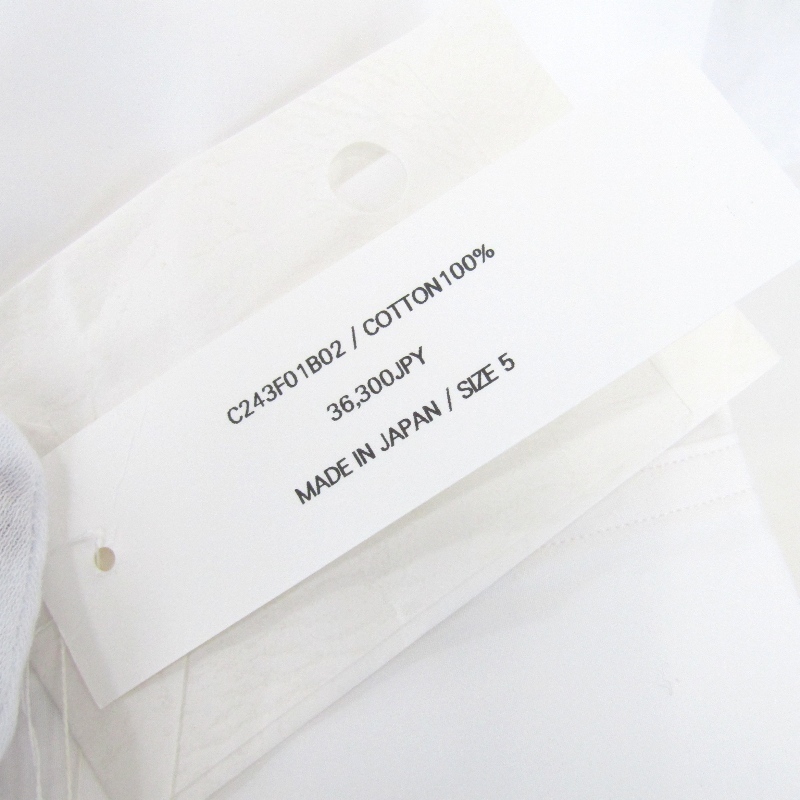 C243F01B02 / COTTON100%
36,300JPY
MADE IN JAPAN / SIZE 5